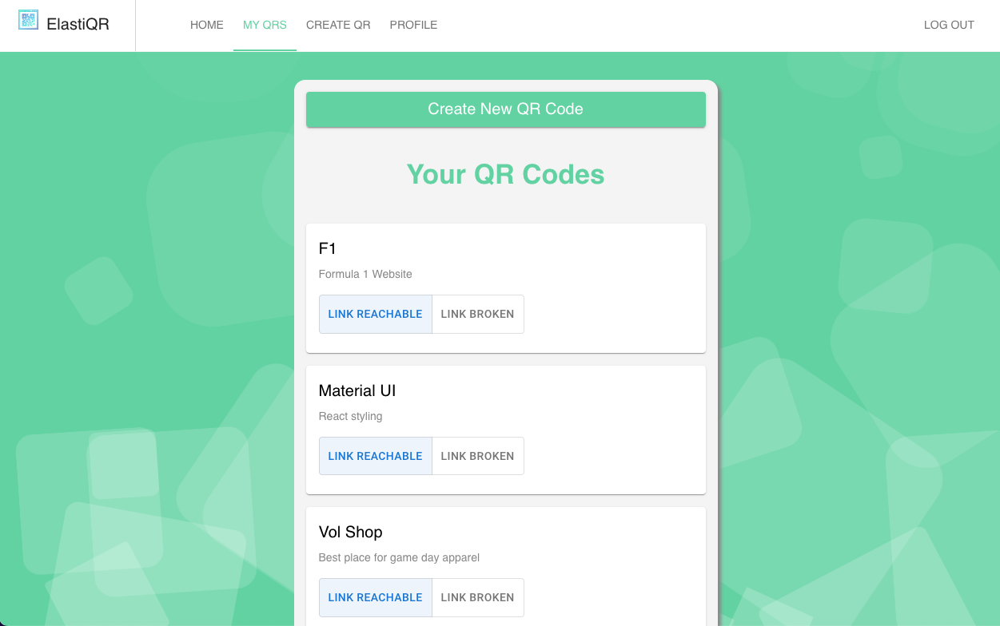 ElastiQR
HOME MY QRS CREATE QR PROFILE LOG OUT
Create New QR Code
Your QR Codes
F1
Formula 1 Website
LINK REACHABLE LINK BROKEN
Material UI
React styling
LINK REACHABLE LINK BROKEN
Vol Shop
Best place for game day apparel
LINK REACHABLE LINK BROKEN